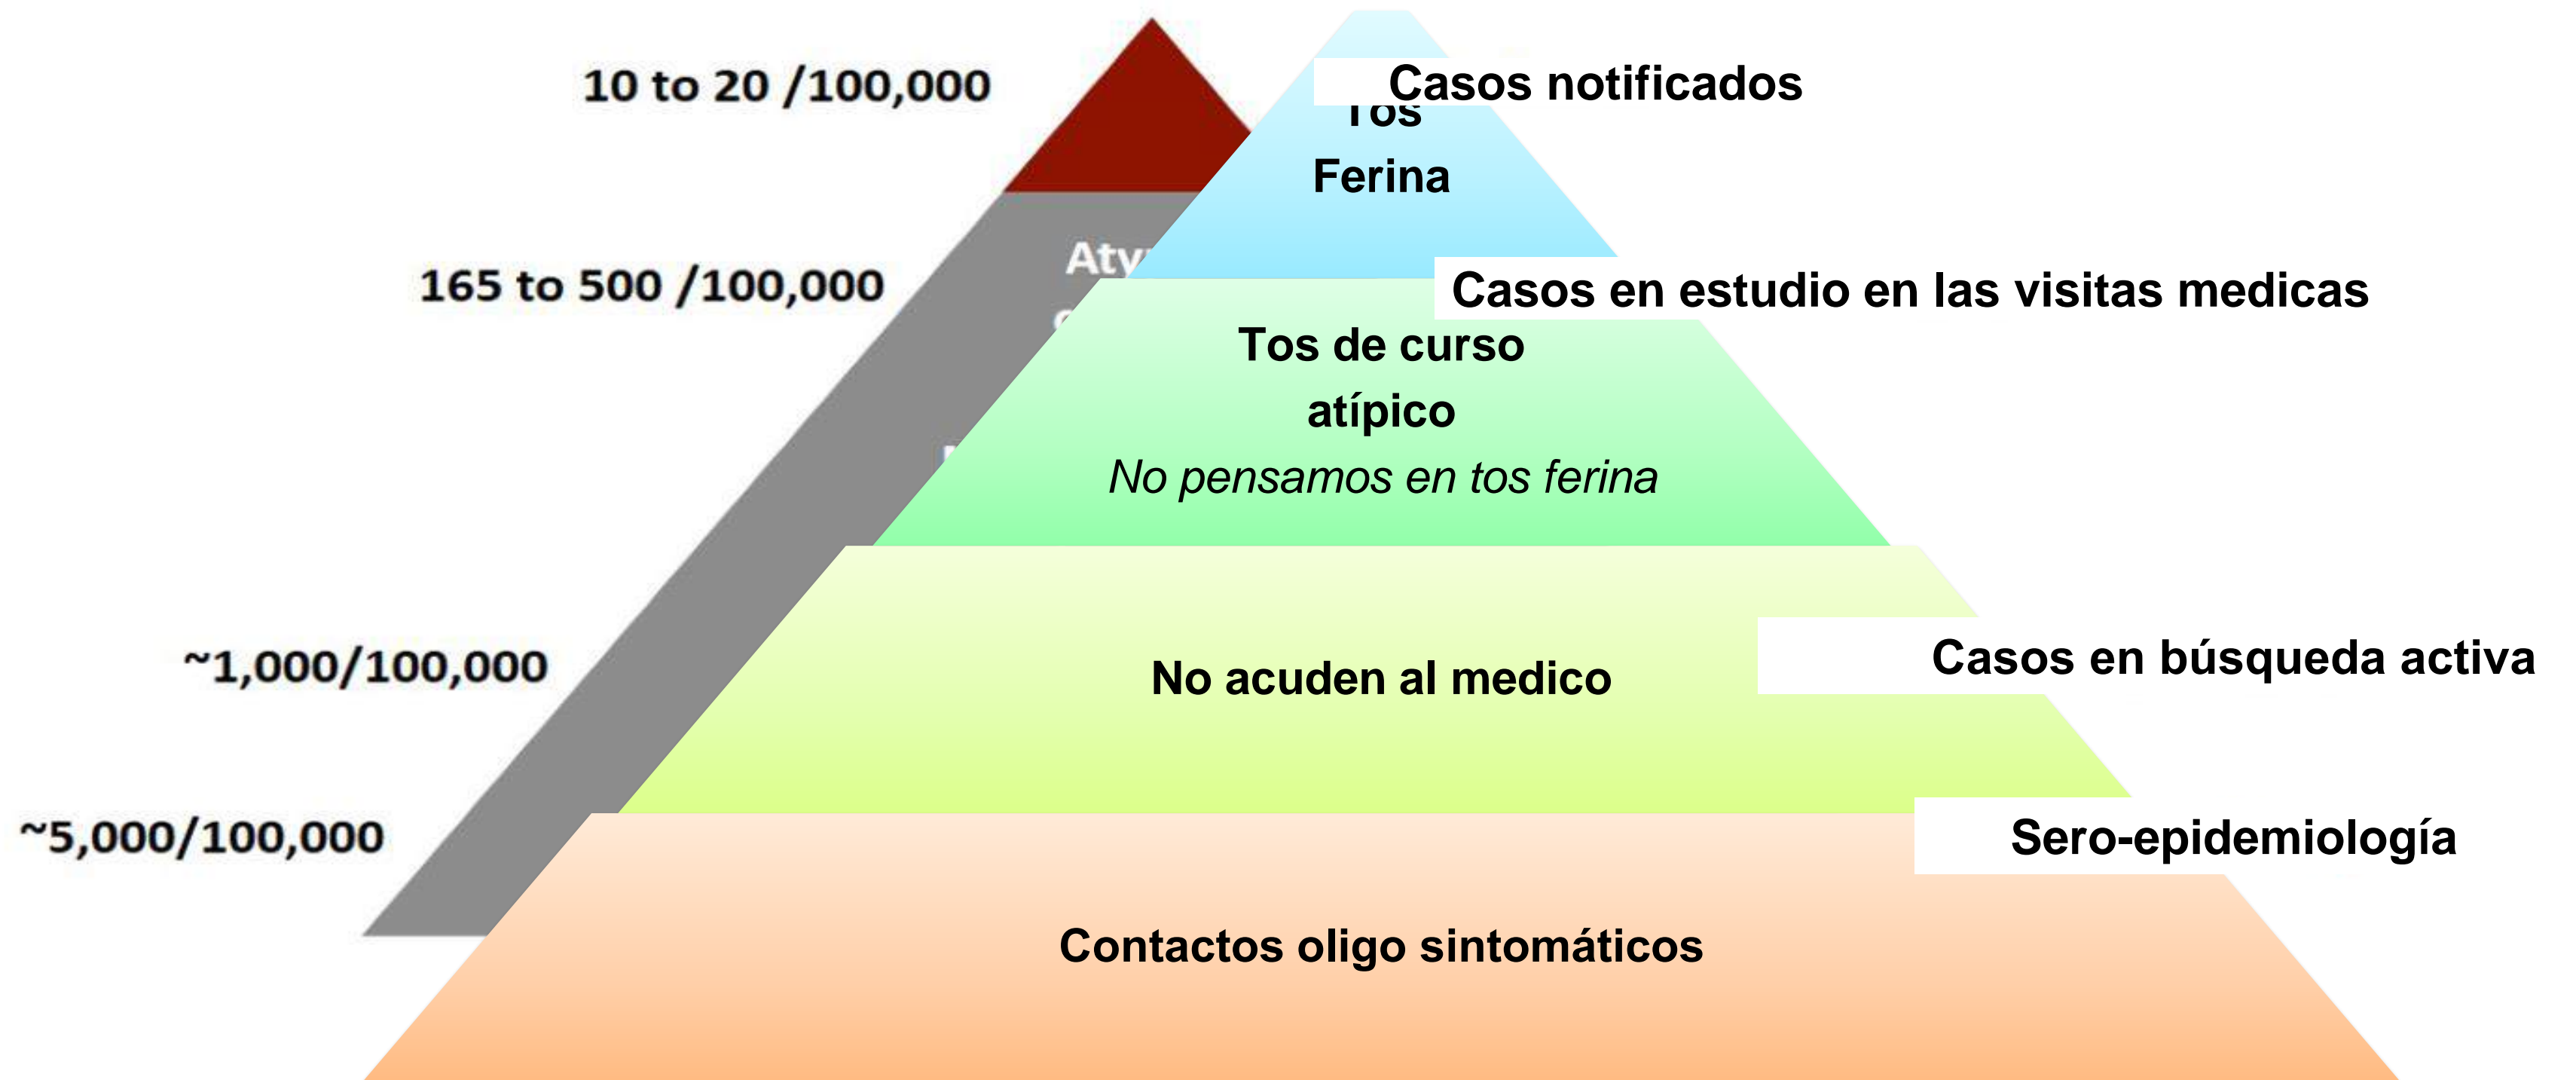 10 to 20 /100,000
Casos notificados
Tos
Ferina
165 to 500 /100,000
Casos en estudio en las visitas medicas
Tos de curso
atípico
No pensamos en tos ferina
~1,000/100,000
No acuden al medico
Casos en búsqueda activa
~5,000/100,000
Sero-epidemiología
Contactos oligo sintomáticos